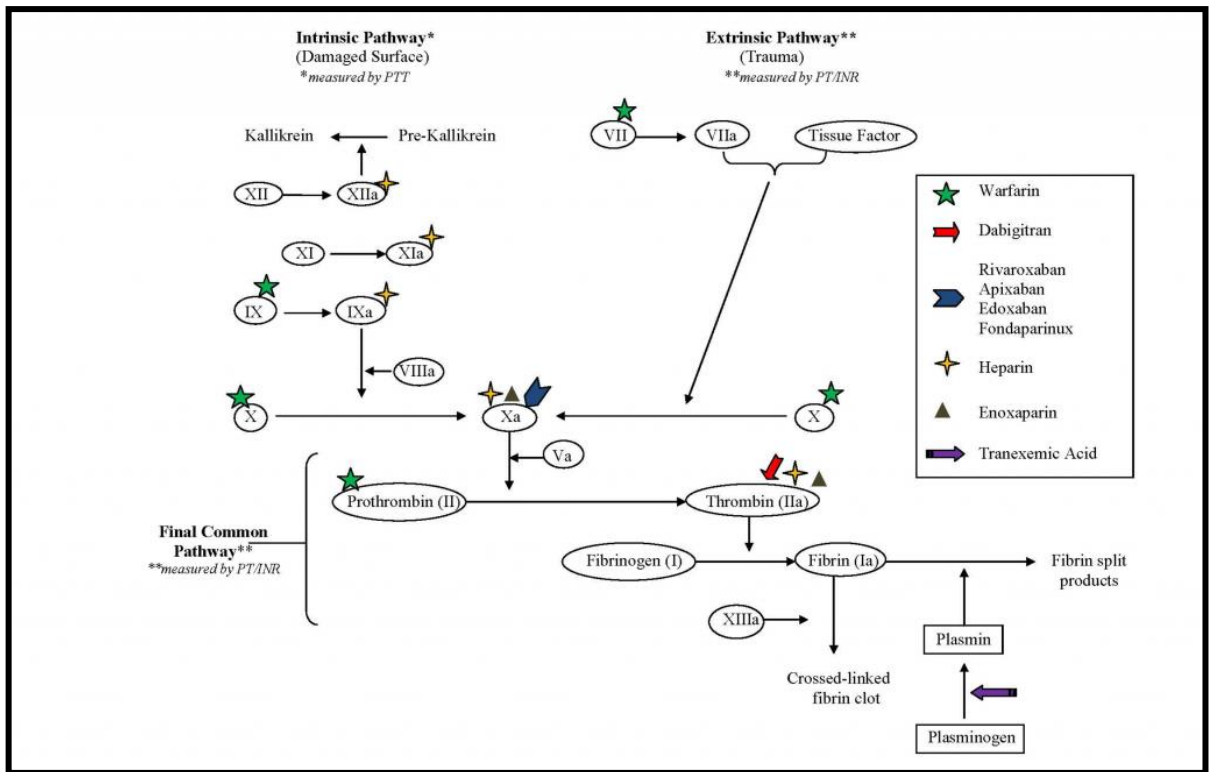 Intrinsic Pathway*
(Damaged Surface)
*measured by PTT
Extrinsic Pathway**
(Trauma)
**measured by PT/INR
Kallikrein
Pre-Kallikrein
VII
VIIa
Tissue Factor
XII
XIIa
XI
XIa
IX
IXa
VIIIa
X
Xa
X
Va
Prothrombin (II)
Thrombin (IIa)
Final Common
Pathway**
**measured by PT/INR
Fibrinogen (I)
Fibrin (Ia)
Fibrin split
products
XIIIa
Plasmin
Crossed-linked
fibrin clot
Plasminogen
Warfarin
Dabigitran
Rivaroxaban
Apixaban
Edoxaban
Fondaparinux
Heparin
Enoxaparin
Tranexemic Acid